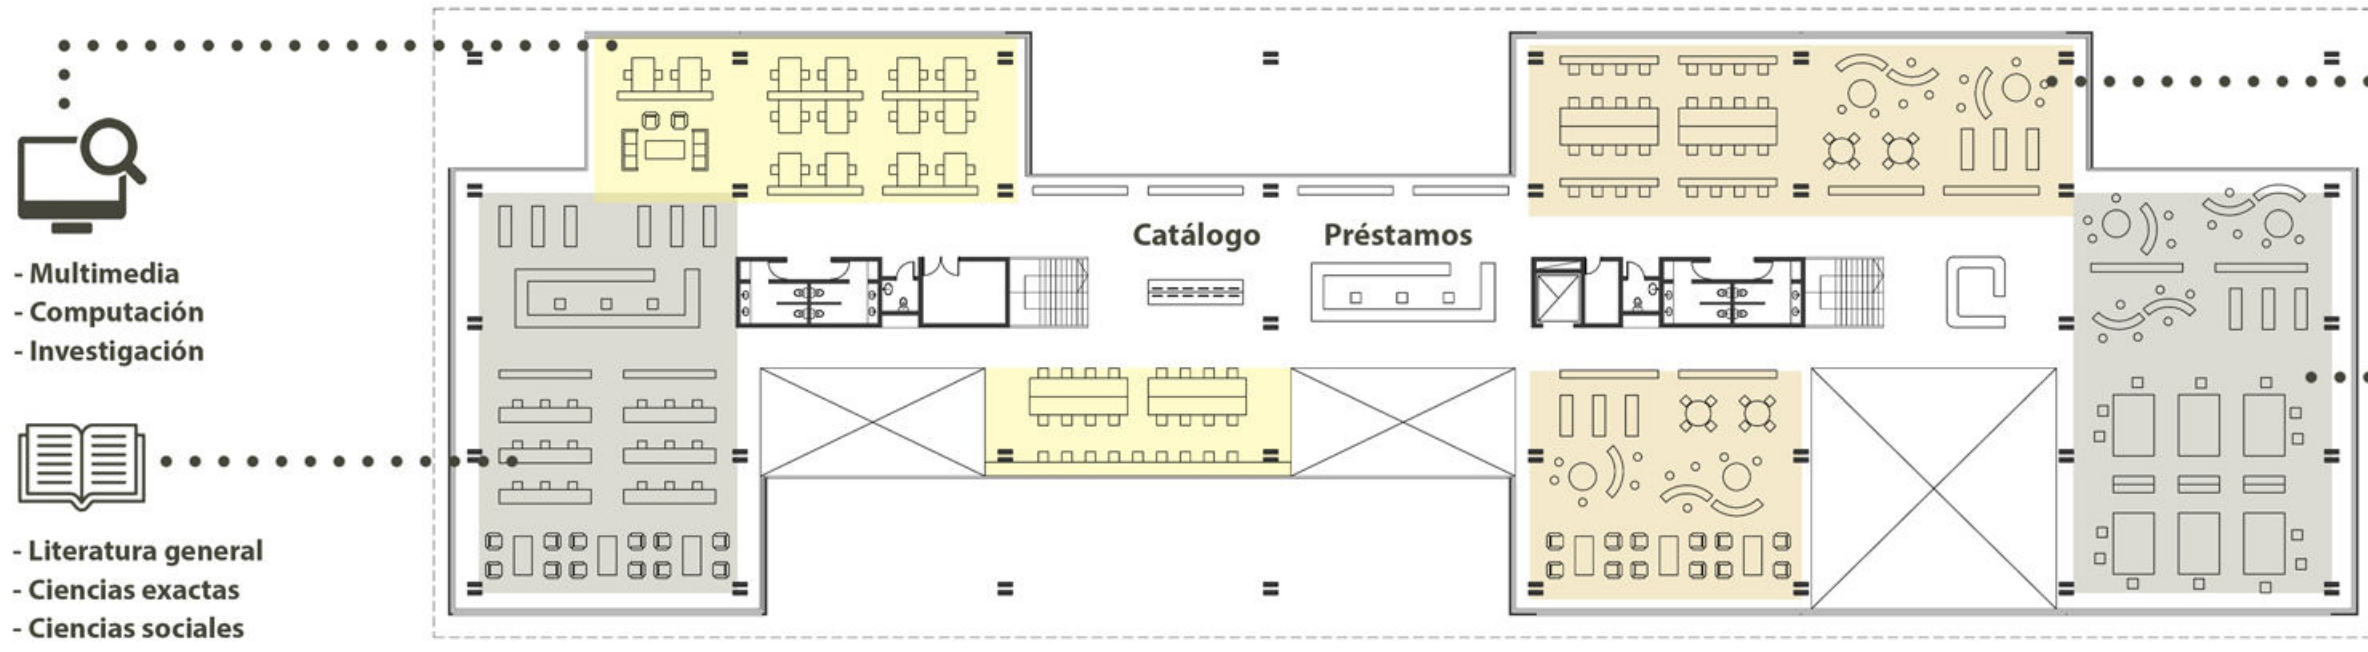 Catálogo
Préstamos
- Multimedia
- Computación
- Investigación
- Literatura general
- Ciencias exactas
- Ciencias sociales